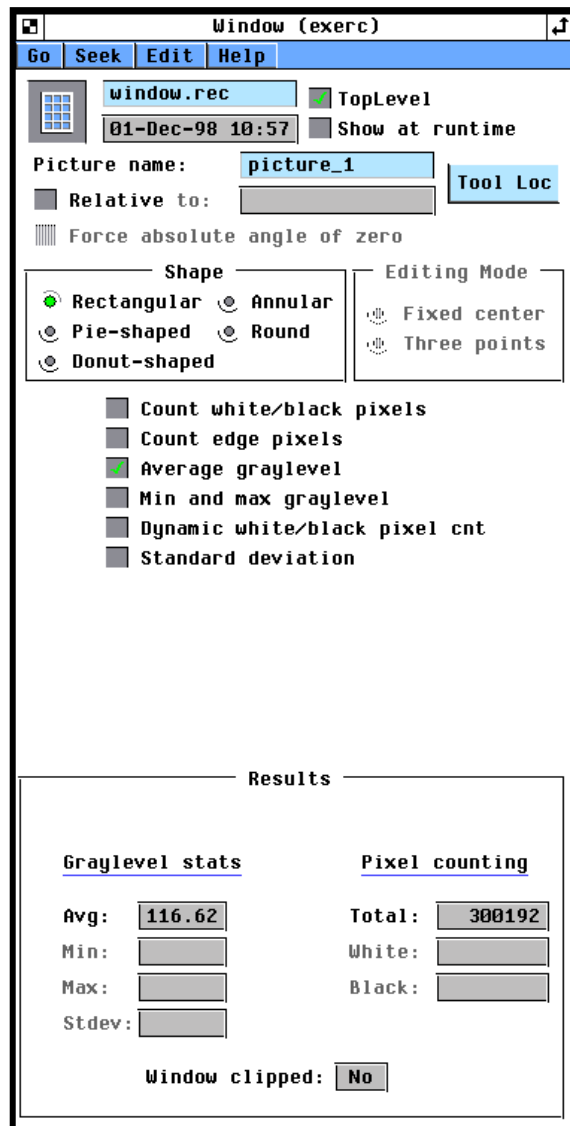 Window (exerc)
Go Seek Edit Help
window.rec TopLevel
01-Dec-98 10:57 Show at runtime
Picture name: picture_1
Tool Loc
Relative to:
Force absolute angle of zero
Shape
Rectangular Annular
Pie-shaped Round
Donut-shaped
Editing Mode
Fixed center
Three points
Count white/black pixels
Count edge pixels
Average graylevel
Min and max graylevel
Dynamic white/black pixel cnt
Standard deviation
Results
Graylevel stats Pixel counting
Avg: 116.62 Total: 300192
Min: White:
Max: Black:
Stdev:
Window clipped: No